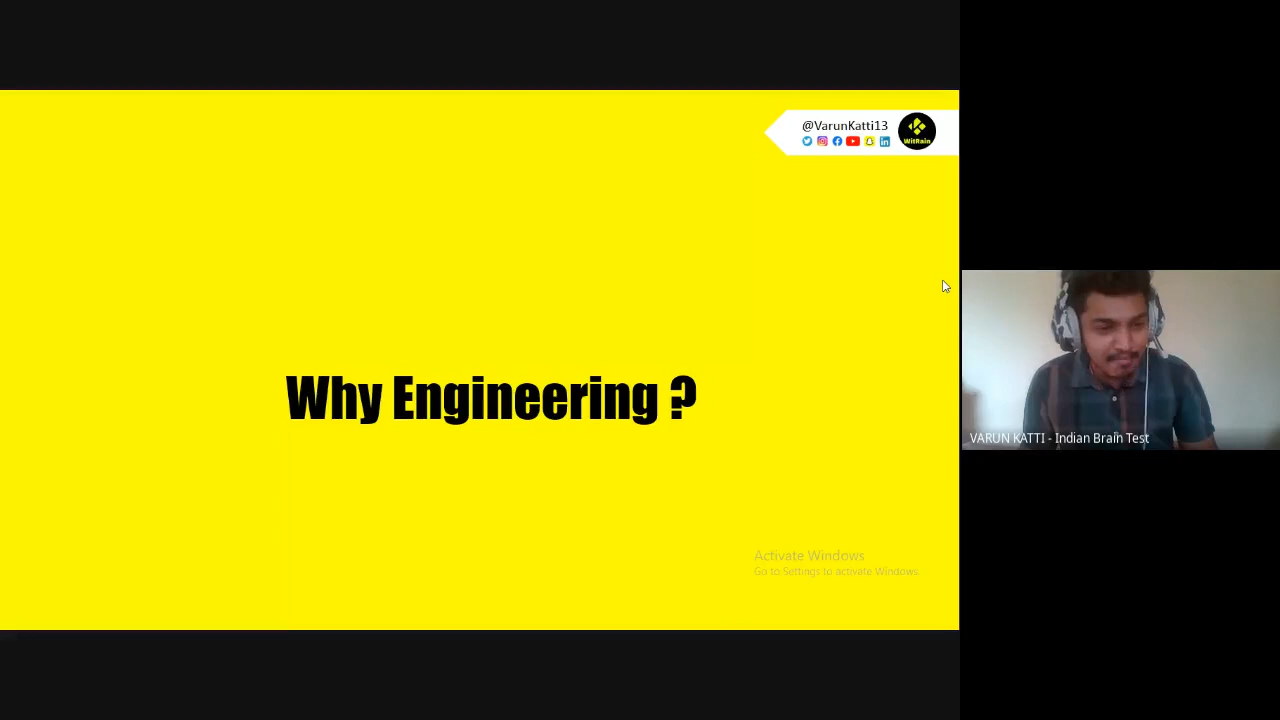 @VarunKatti13
WitRain
Why Engineering ?
VARUN KATTI - Indian Brain Test
Activate Windows
Go to Settings to activate Windows.